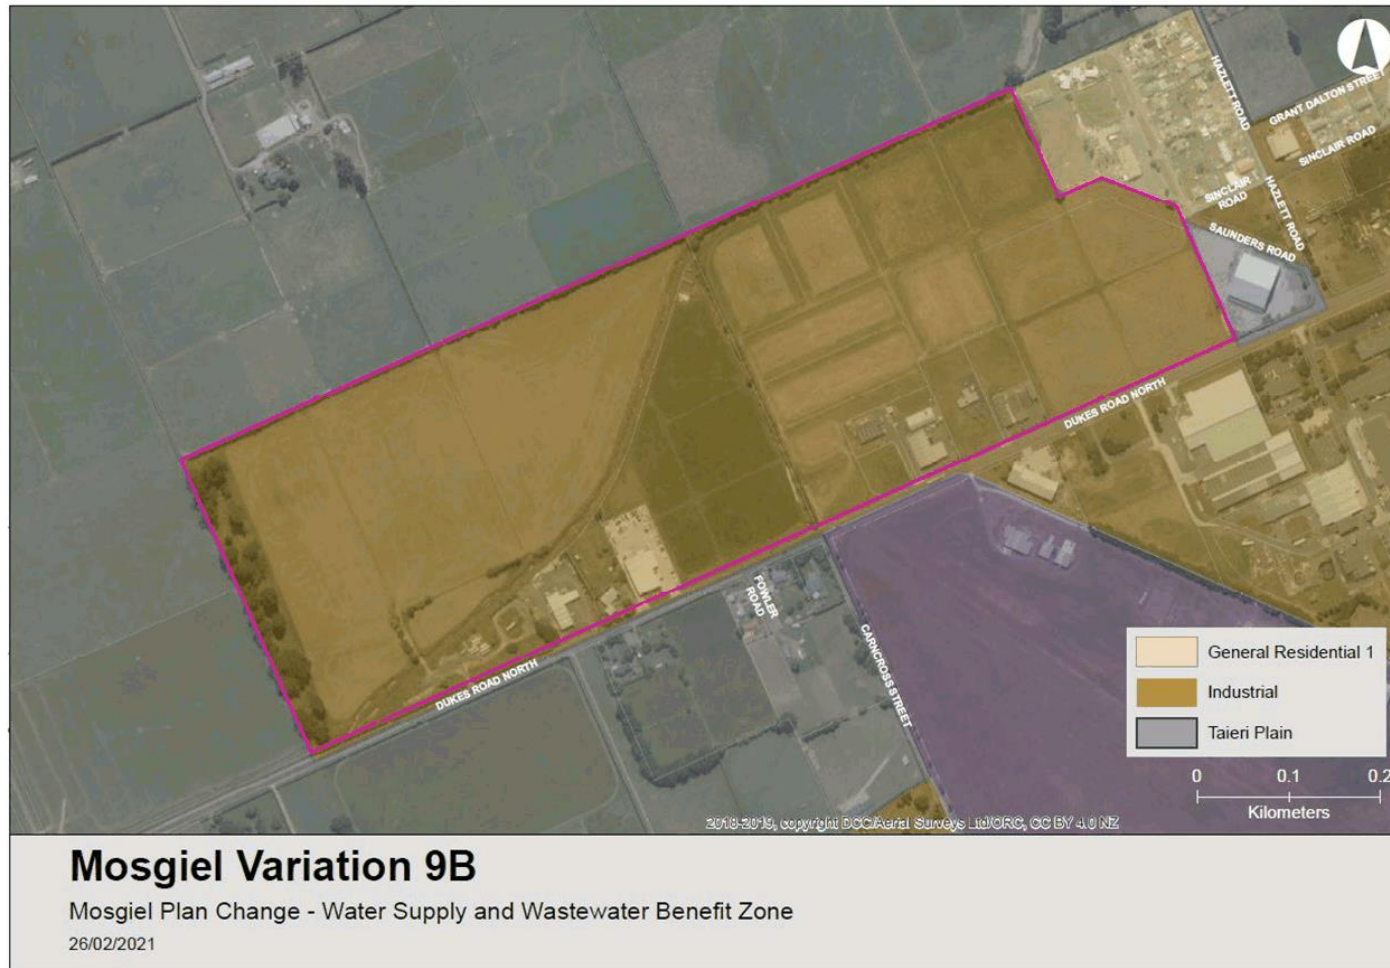 HAZLETT ROAD
GRANT DALTON STREET
SINCLAIR ROAD
SINCLAIR
ROAD
HAZLETT ROAD
SAUNDERS ROAD
DUKES ROAD NORTH
FOWLER
ROAD
CARNCROSS STREET
DUKES ROAD NORTH
General Residential 1
Industrial
Taieri Plain
0 0.1 0.2
Kilometers
2018-2019, copyright DCC/Aerial Surveys Ltd/ORC, CC BY 4.0 NZ
Mosgiel Variation 9B
Mosgiel Plan Change - Water Supply and Wastewater Benefit Zone
26/02/2021